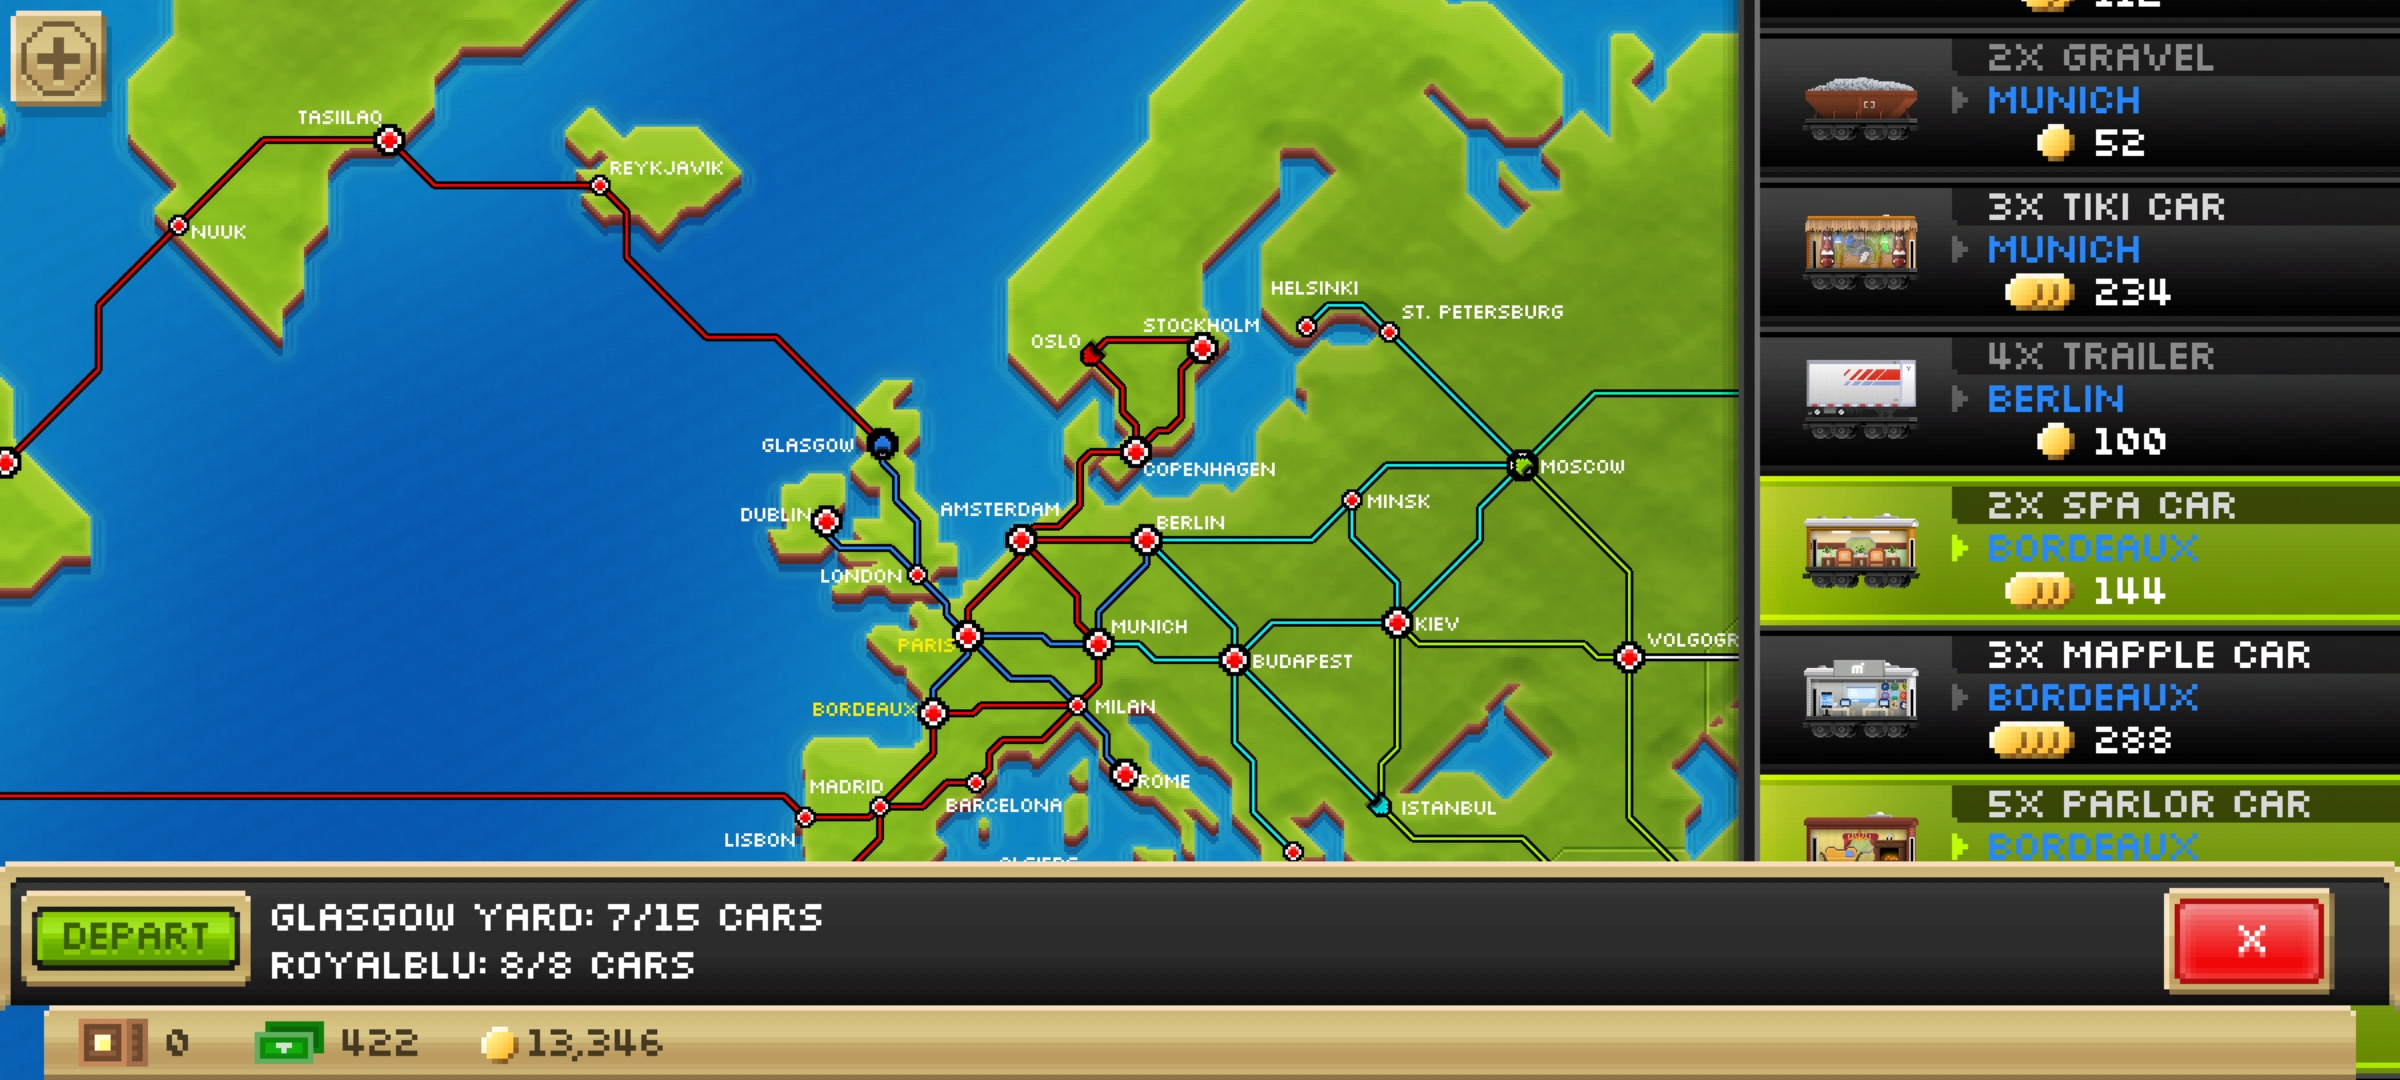 TASIILAQ
REYKJAVIK
NUUK
HELSINKI
ST. PETERSBURG
STOCKHOLM
OSLO
GLASGOW
COPENHAGEN
MOSCOW
MINSK
DUBLIN
AMSTERDAM
BERLIN
LONDON
MUNICH
KIEV
PARIS
BUDAPEST
VOLGOGR
BORDEAUX
MILAN
MADRID
ROME
BARCELONA
ISTANBUL
LISBON
2X GRAVEL
MUNICH
52
3X TIKI CAR
MUNICH
234
4X TRAILER
BERLIN
100
2X SPA CAR
BORDEAUX
144
3X MAPPLE CAR
BORDEAUX
288
5X PARLOR CAR
BORDEAUX
DEPART
GLASGOW YARD: 7/15 CARS
ROYALBLU: 8/8 CARS
X
0
422
13,346